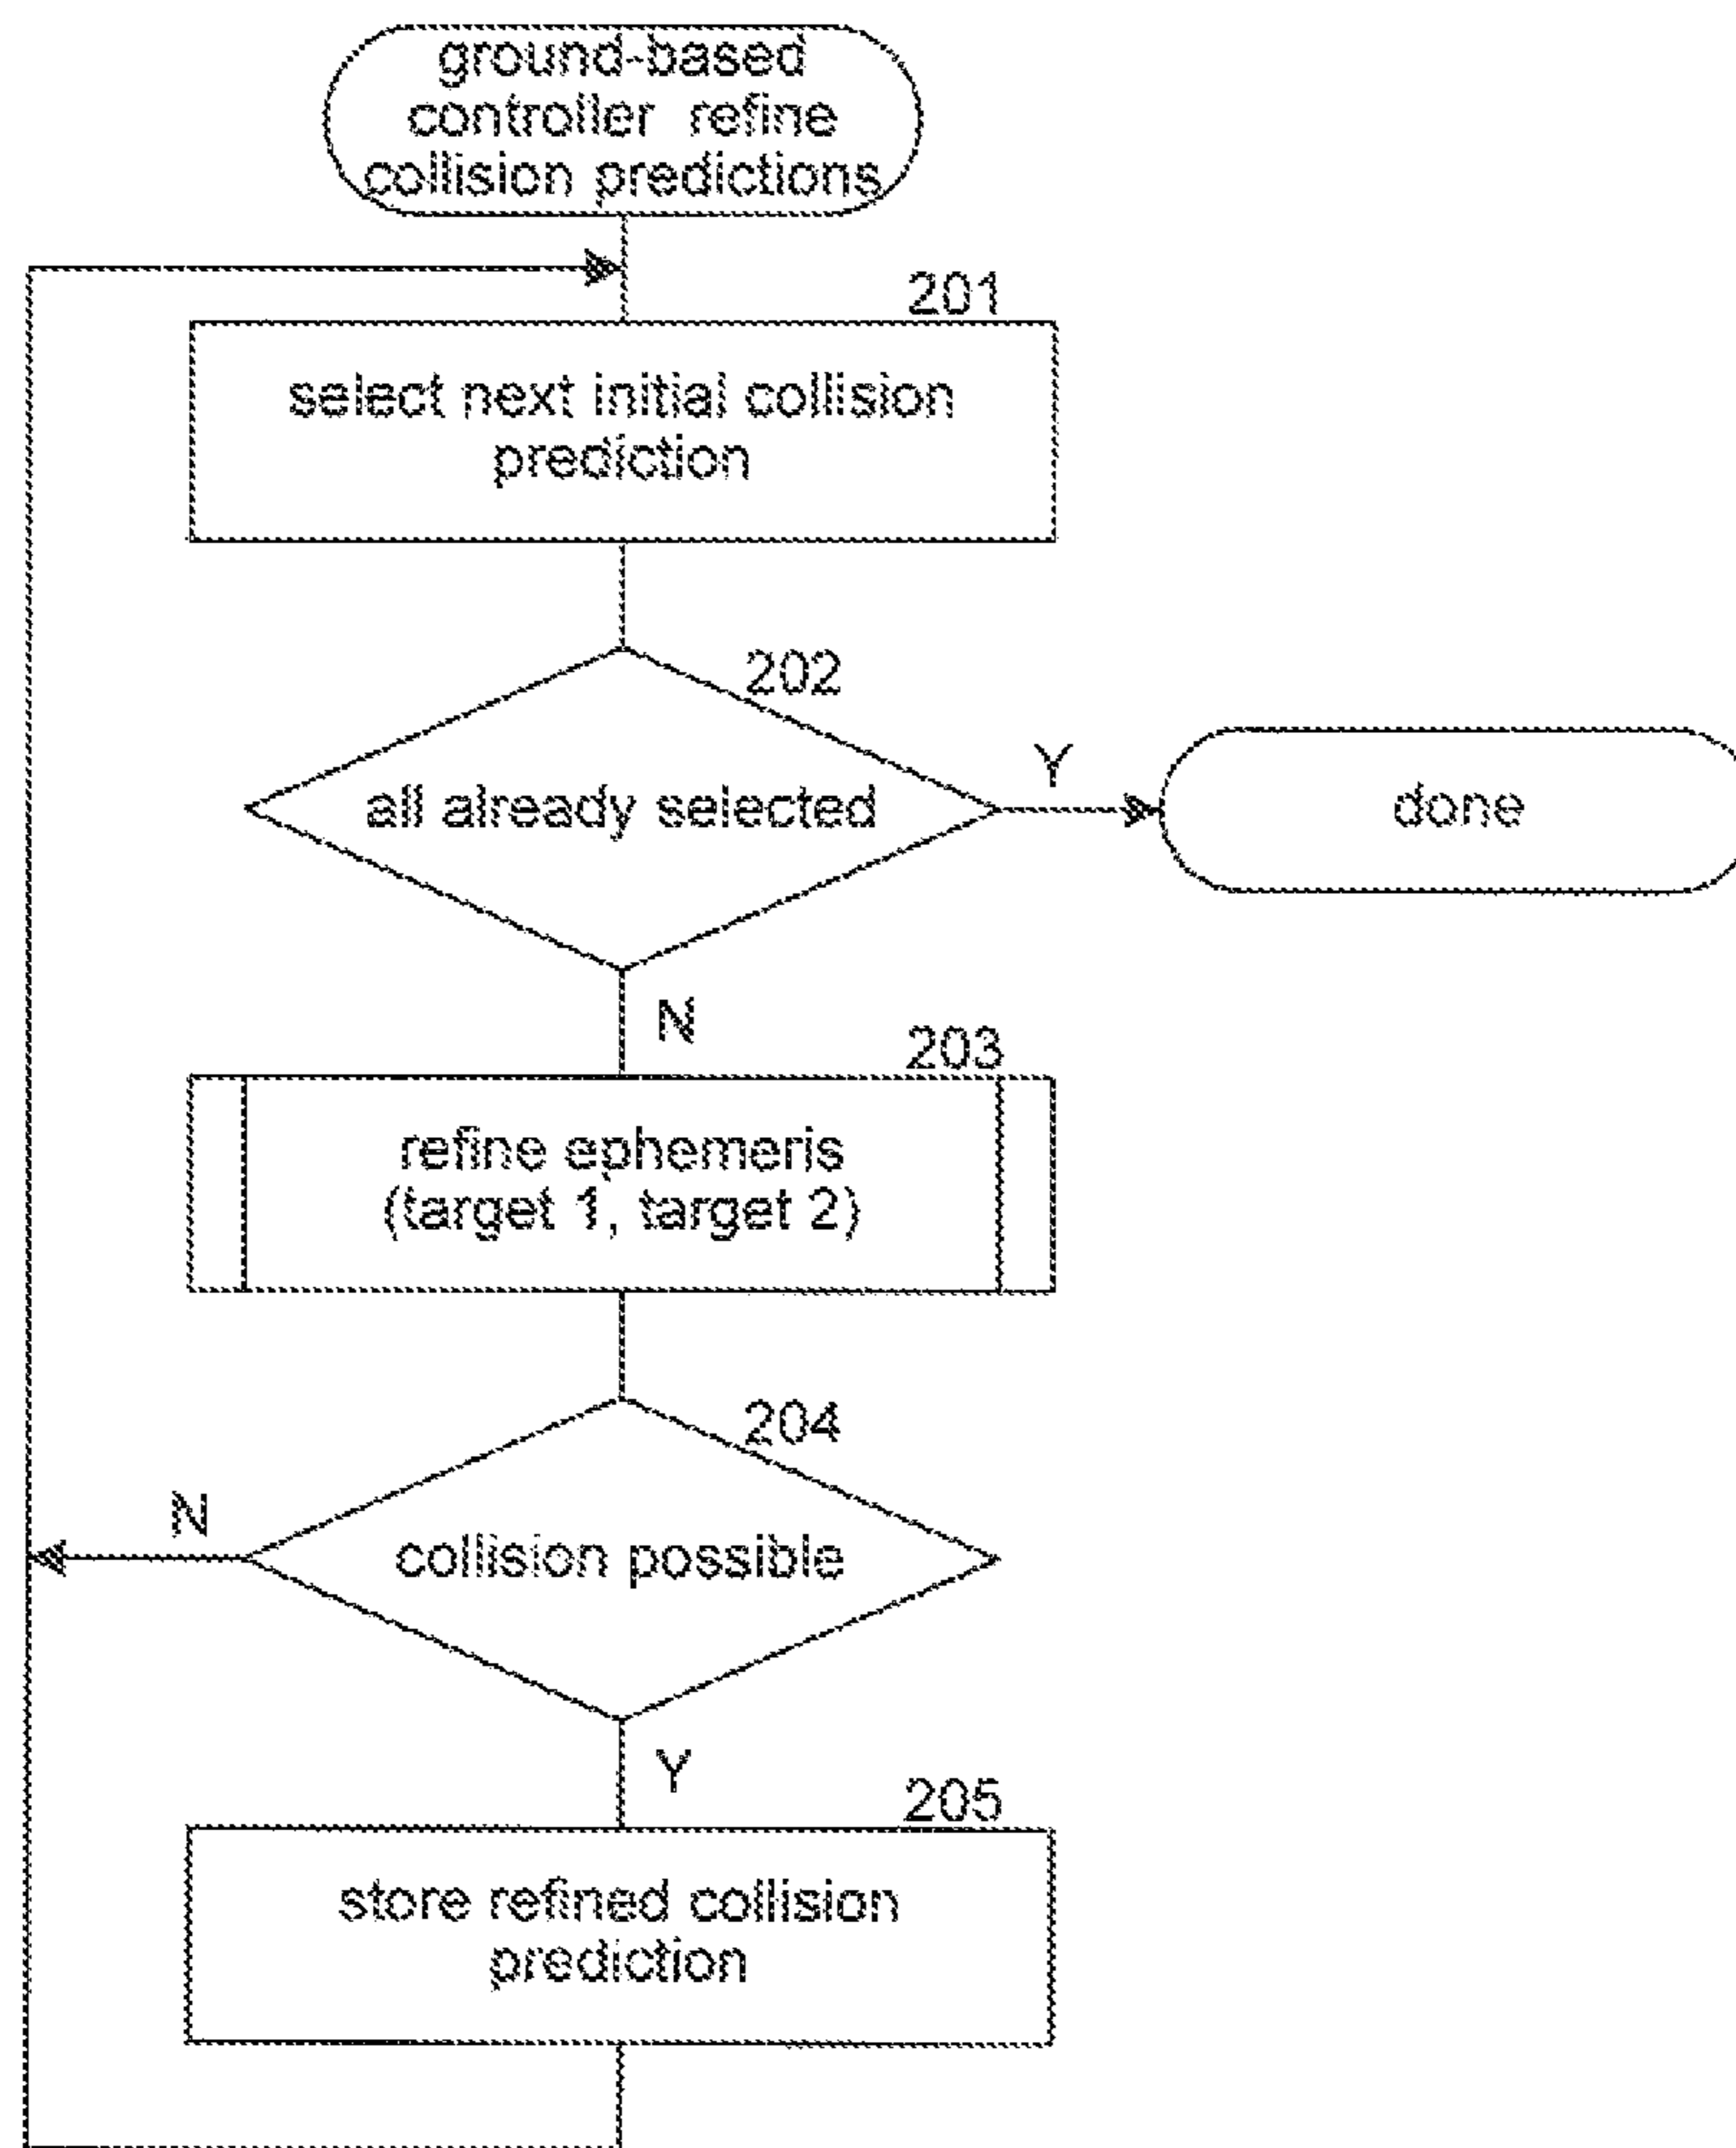 ground-based
controller refine
collision predictions
201
select next initial collision
prediction
202
all already selected
Y
done
N
203
refine ephemeris
(target 1, target 2)
204
N
collision possible
Y
205
store refined collision
prediction